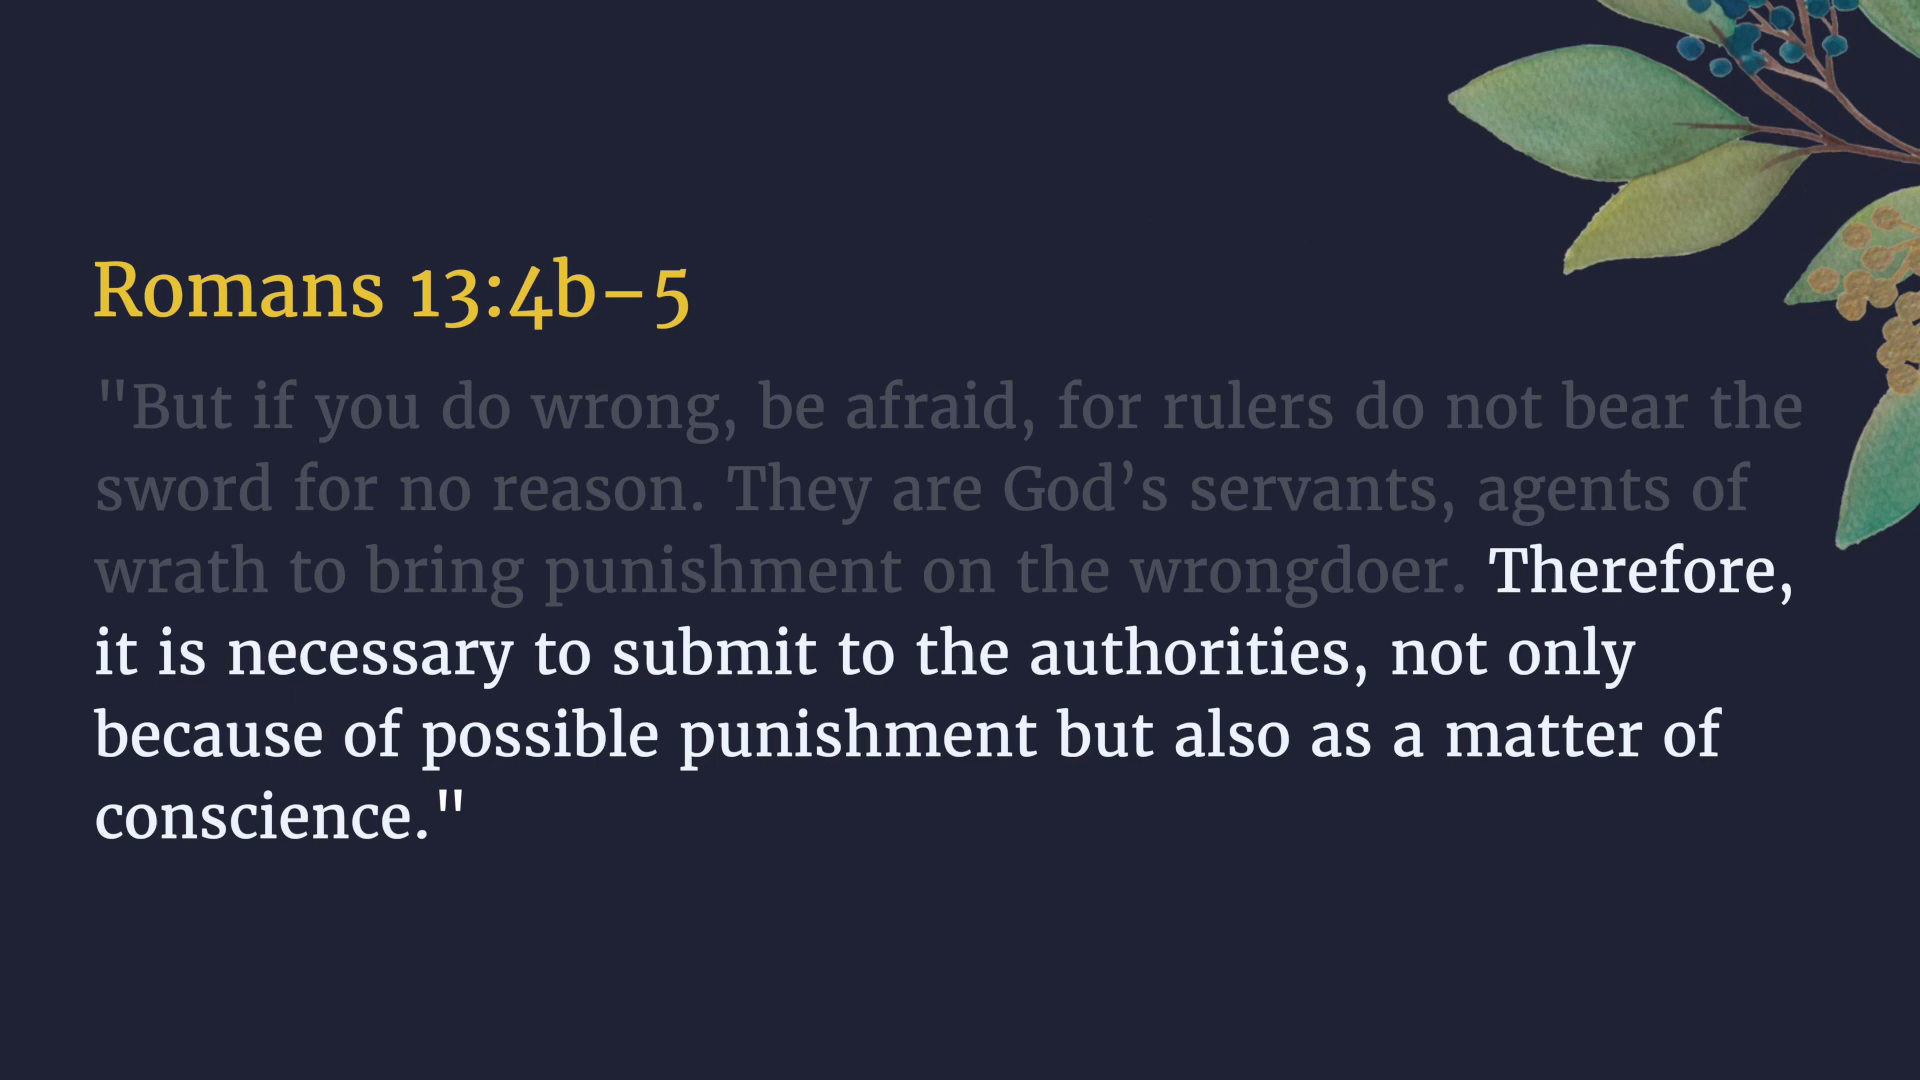 Romans 13:4b–5
"But if you do wrong, be afraid, for rulers do not bear the
sword for no reason. They are God’s servants, agents of
wrath to bring punishment on the wrongdoer. Therefore,
it is necessary to submit to the authorities, not only
because of possible punishment but also as a matter of
conscience."